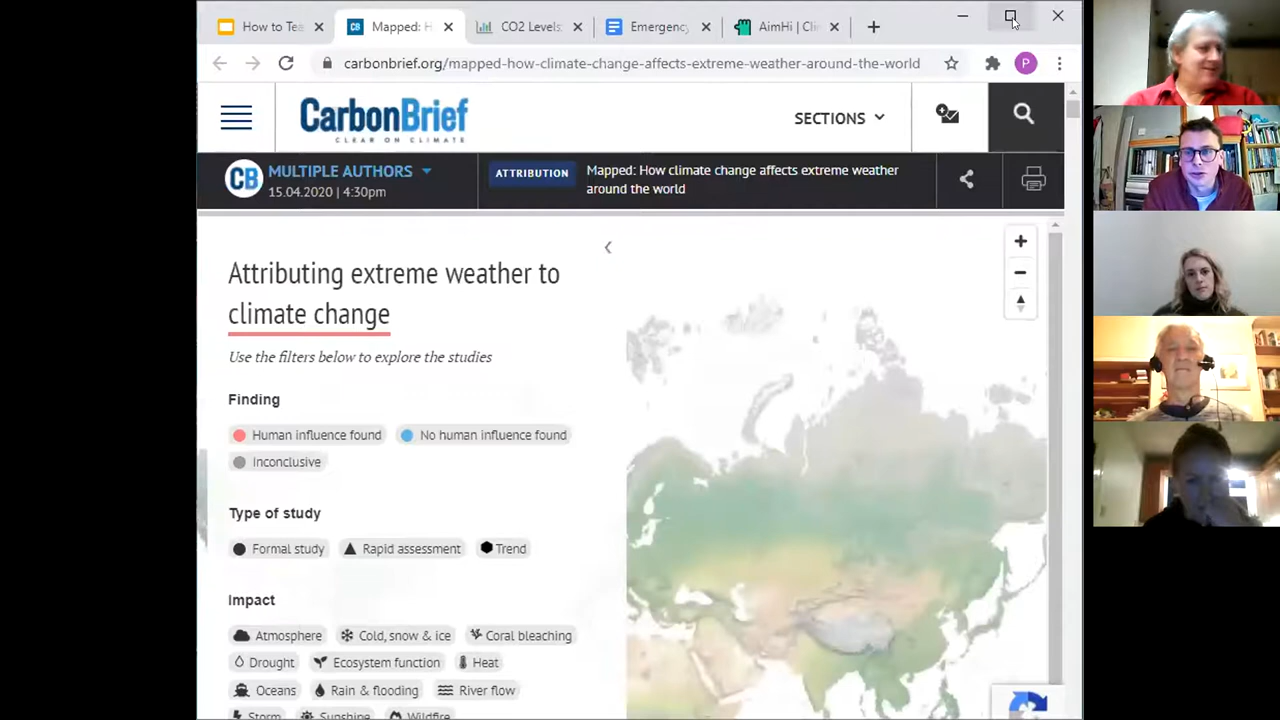 How to Tea
Mapped: H
CO2 Levels:
Emergency
AimHi | Cli
carbonbrief.org/mapped-how-climate-change-affects-extreme-weather-around-the-world
P
CarbonBrief
CLEAR ON CLIMATE
SECTIONS
CB
MULTIPLE AUTHORS
15.04.2020 | 4:30pm
ATTRIBUTION
Mapped: How climate change affects extreme weather
around the world
Attributing extreme weather to
climate change
Use the filters below to explore the studies
Finding
Human influence found
No human influence found
Inconclusive
Type of study
Formal study
Rapid assessment
Trend
Impact
Atmosphere
Cold, snow & ice
Coral bleaching
Drought
Ecosystem function
Heat
Oceans
Rain & flooding
River flow
Storm
Sunshine
Wildfire